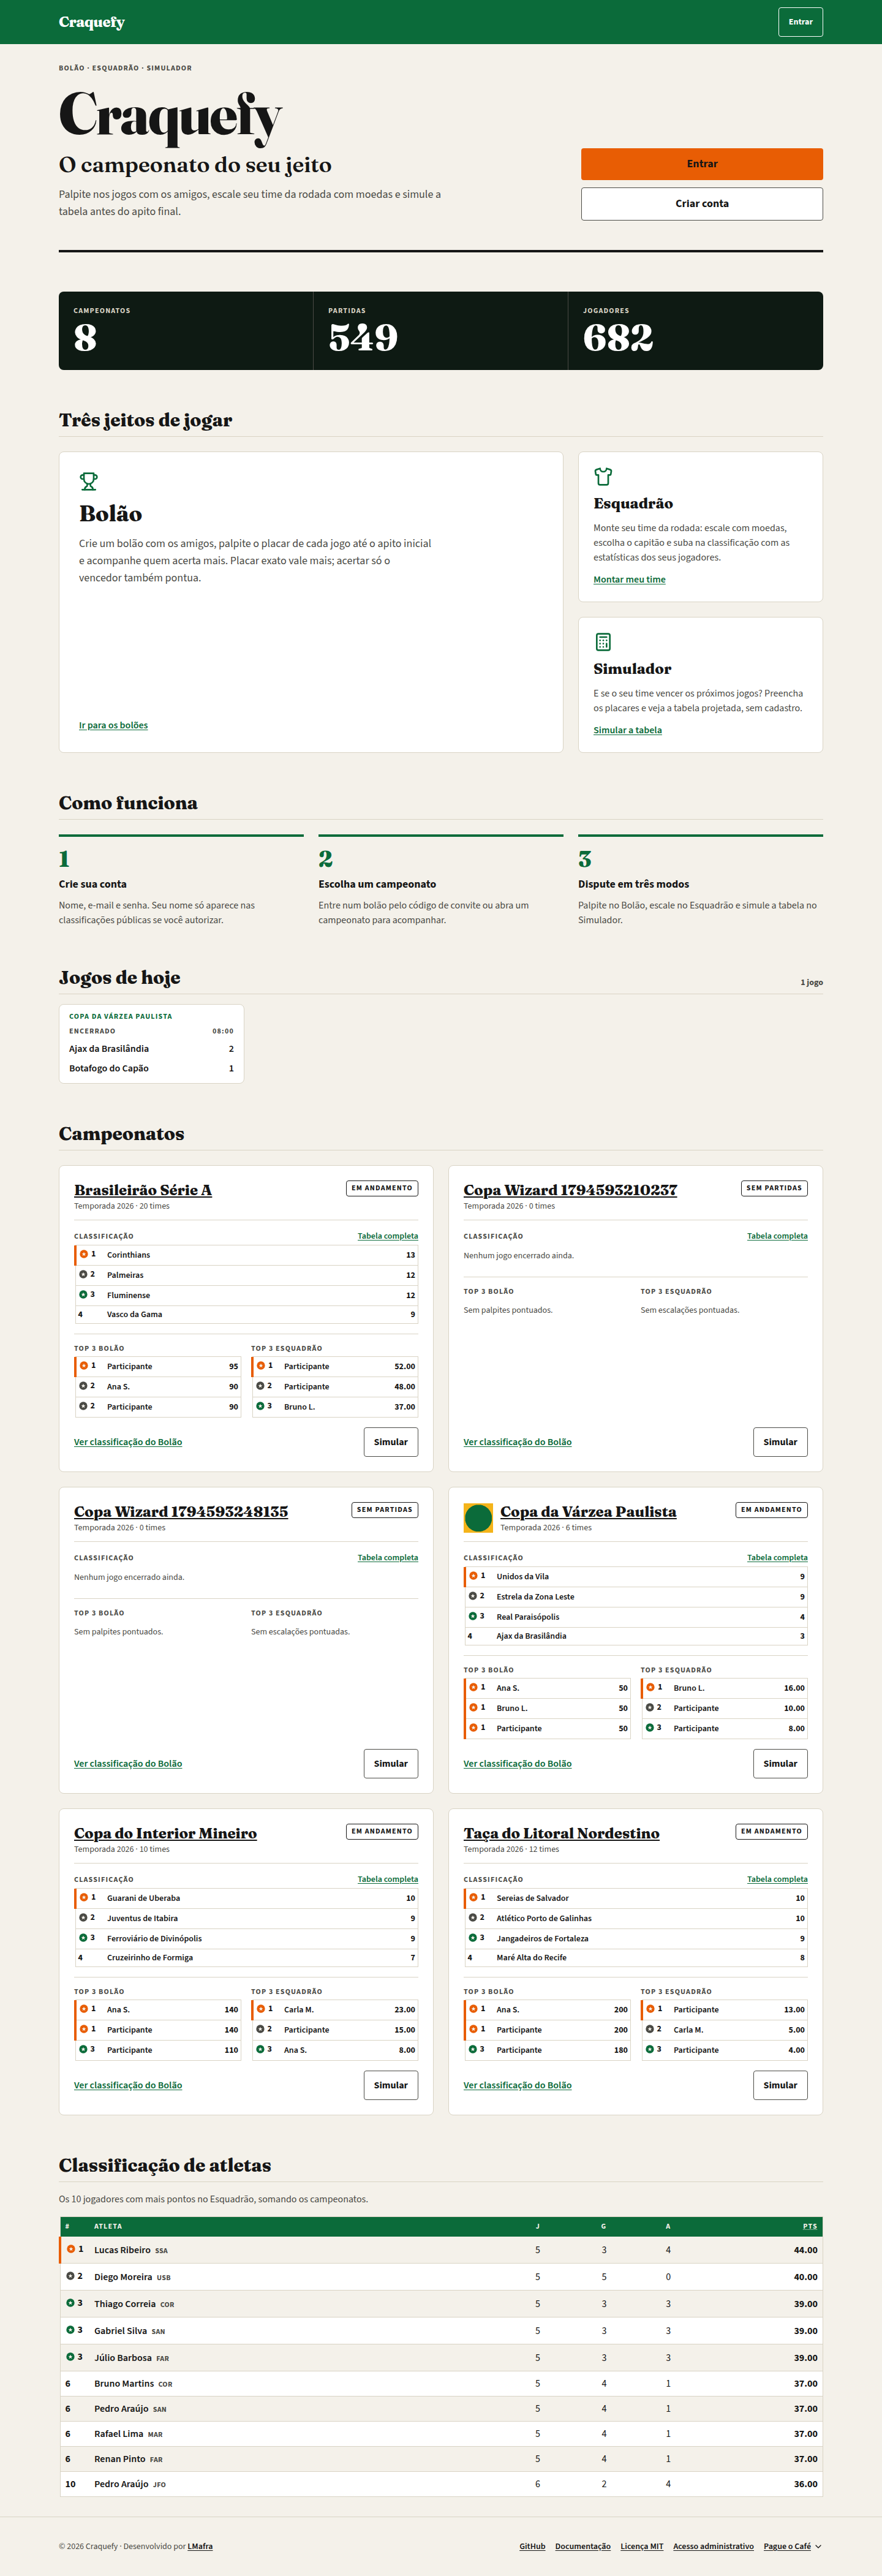 Craquefy
Entrar
BOLÃO · ESQUADRÃO · SIMULADOR
Craquefy
O campeonato do seu jeito
Palpite nos jogos com os amigos, escale seu time da rodada com moedas e simule a
tabela antes do apito final.
Entrar
Criar conta
CAMPEONATOS
8
PARTIDAS
549
JOGADORES
682
Três jeitos de jogar
Bolão
Crie um bolão com os amigos, palpite o placar de cada jogo até o apito inicial
e acompanhe quem acerta mais. Placar exato vale mais; acertar só o
vencedor também pontua.
Ir para os bolões
Esquadrão
Monte seu time da rodada: escale com moedas,
escolha o capitão e suba na classificação com as
estatísticas dos seus jogadores.
Montar meu time
Simulador
E se o seu time vencer os próximos jogos? Preencha
os placares e veja a tabela projetada, sem cadastro.
Simular a tabela
Como funciona
1
Crie sua conta
Nome, e-mail e senha. Seu nome só aparece nas
classificações públicas se você autorizar.
2
Escolha um campeonato
Entre num bolão pelo código de convite ou abra um
campeonato para acompanhar.
3
Dispute em três modos
Palpite no Bolão, escale no Esquadrão e simule a tabela no
Simulador.
Jogos de hoje
1 jogo
COPA DA VÁRZEA PAULISTA
ENCERRADO 08:00
Ajax da Brasilândia 2
Botafogo do Capão 1
Campeonatos
Brasileirão Série A
EM ANDAMENTO
Temporada 2026 · 20 times
CLASSIFICAÇÃO Tabela completa
1 Corinthians 13
2 Palmeiras 12
3 Fluminense 12
4 Vasco da Gama 9
TOP 3 BOLÃO
1 Participante 95
2 Ana S. 90
2 Participante 90
TOP 3 ESQUADRÃO
1 Participante 52.00
2 Participante 48.00
3 Bruno L. 37.00
Ver classificação do Bolão
Simular
Copa Wizard 1794593210237
SEM PARTIDAS
Temporada 2026 · 0 times
CLASSIFICAÇÃO Tabela completa
Nenhum jogo encerrado ainda.
TOP 3 BOLÃO
Sem palpites pontuados.
TOP 3 ESQUADRÃO
Sem escalações pontuadas.
Ver classificação do Bolão
Simular
Copa Wizard 1794593248135
SEM PARTIDAS
Temporada 2026 · 0 times
CLASSIFICAÇÃO Tabela completa
Nenhum jogo encerrado ainda.
TOP 3 BOLÃO
Sem palpites pontuados.
TOP 3 ESQUADRÃO
Sem escalações pontuadas.
Ver classificação do Bolão
Simular
Copa da Várzea Paulista
EM ANDAMENTO
Temporada 2026 · 6 times
CLASSIFICAÇÃO Tabela completa
1 Unidos da Vila 9
2 Estrela da Zona Leste 9
3 Real Paraisópolis 4
4 Ajax da Brasilândia 3
TOP 3 BOLÃO
1 Ana S. 50
1 Bruno L. 50
1 Participante 50
TOP 3 ESQUADRÃO
1 Bruno L. 16.00
2 Participante 10.00
3 Participante 8.00
Ver classificação do Bolão
Simular
Copa do Interior Mineiro
EM ANDAMENTO
Temporada 2026 · 10 times
CLASSIFICAÇÃO Tabela completa
1 Guarani de Uberaba 10
2 Juventus de Itabira 9
3 Ferroviário de Divinópolis 9
4 Cruzeirinho de Formiga 7
TOP 3 BOLÃO
1 Ana S. 140
1 Participante 140
3 Participante 110
TOP 3 ESQUADRÃO
1 Carla M. 23.00
2 Participante 15.00
3 Ana S. 8.00
Ver classificação do Bolão
Simular
Taça do Litoral Nordestino
EM ANDAMENTO
Temporada 2026 · 12 times
CLASSIFICAÇÃO Tabela completa
1 Sereias de Salvador 10
2 Atlético Porto de Galinhas 10
3 Jangadeiros de Fortaleza 9
4 Maré Alta do Recife 8
TOP 3 BOLÃO
1 Ana S. 200
1 Participante 200
3 Participante 180
TOP 3 ESQUADRÃO
1 Participante 13.00
2 Carla M. 5.00
3 Participante 4.00
Ver classificação do Bolão
Simular
Classificação de atletas
Os 10 jogadores com mais pontos no Esquadrão, somando os campeonatos.
# ATLETA J G A PTS
1 Lucas Ribeiro SSA 5 3 4 44.00
2 Diego Moreira USB 5 5 0 40.00
3 Thiago Correia COR 5 3 3 39.00
3 Gabriel Silva SAN 5 3 3 39.00
3 Júlio Barbosa FAR 5 3 3 39.00
6 Bruno Martins COR 5 4 1 37.00
6 Pedro Araújo SAN 5 4 1 37.00
6 Rafael Lima MAR 5 4 1 37.00
6 Renan Pinto FAR 5 4 1 37.00
10 Pedro Araújo JFO 6 2 4 36.00
© 2026 Craquefy · Desenvolvido por LMafra
GitHub Documentação Licença MIT Acesso administrativo Pague o Café